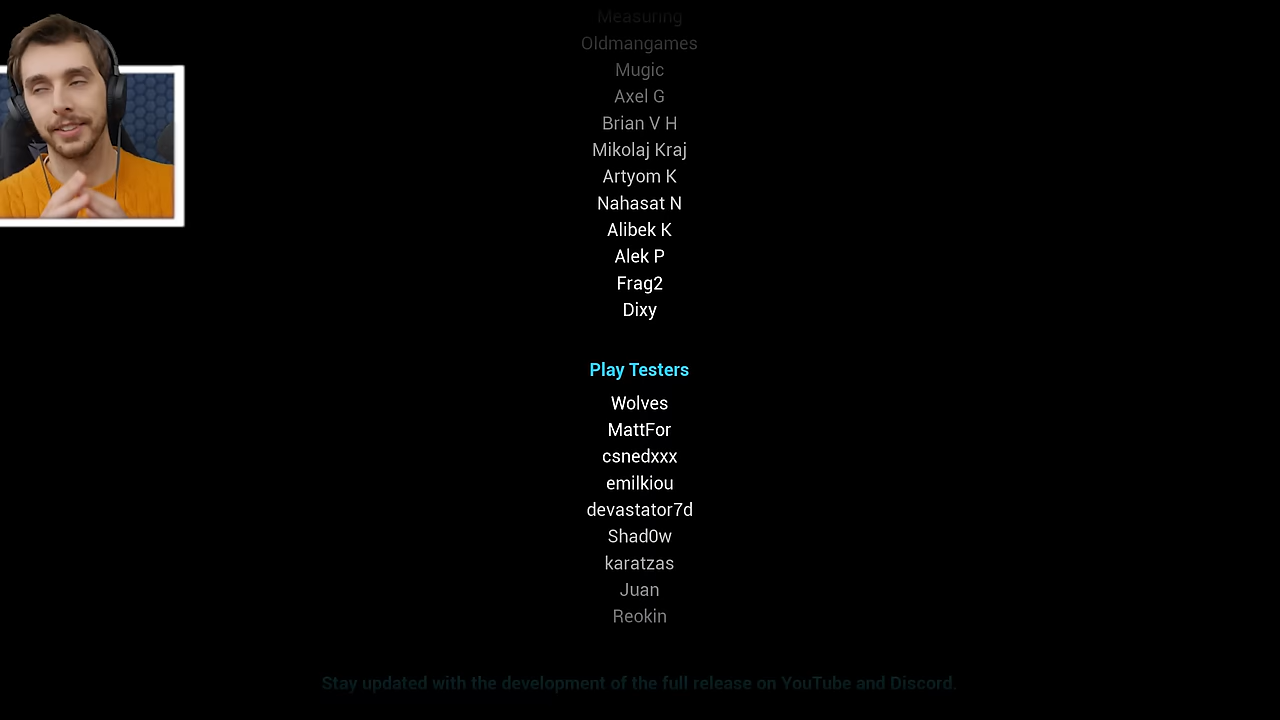 Measuring
Oldmangames
Mugic
Axel G
Brian V H
Mikolaj Kraj
Artyom K
Nahasat N
Alibek K
Alek P
Frag2
Dixy
Play Testers
Wolves
MattFor
csnedxxx
emilkiou
devastator7d
Shad0w
karatzas
Juan
Reokin
Stay updated with the development of the full release on YouTube and Discord.